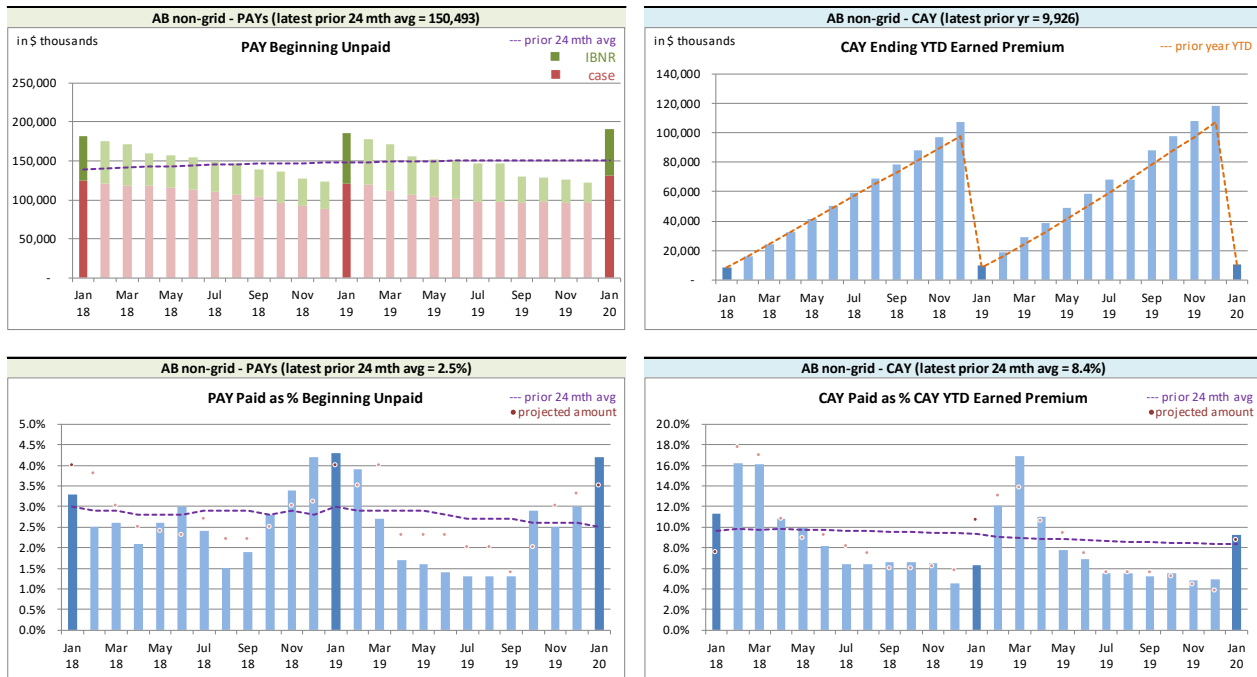 AB non-grid - PAYs (latest prior 24 mth avg = 150,493)
in $ thousands
PAY Beginning Unpaid
--- prior 24 mth avg
IBNR
case
250,000
200,000
150,000
100,000
50,000
-
Jan Mar May Jul Sep Nov Jan Mar May Jul Sep Nov Jan
18 18 18 18 18 18 19 19 19 19 19 19 20
AB non-grid - CAY (latest prior yr = 9,926)
in $ thousands
CAY Ending YTD Earned Premium
--- prior year YTD
140,000
120,000
100,000
80,000
60,000
40,000
20,000
-
Jan Mar May Jul Sep Nov Jan Mar May Jul Sep Nov Jan
18 18 18 18 18 18 19 19 19 19 19 19 20
AB non-grid - PAYs (latest prior 24 mth avg = 2.5%)
PAY Paid as % Beginning Unpaid
--- prior 24 mth avg
projected amount
5.0%
4.5%
4.0%
3.5%
3.0%
2.5%
2.0%
1.5%
1.0%
0.5%
0.0%
Jan Mar May Jul Sep Nov Jan Mar May Jul Sep Nov Jan
18 18 18 18 18 18 19 19 19 19 19 19 20
AB non-grid - CAY (latest prior 24 mth avg = 8.4%)
CAY Paid as % CAY YTD Earned Premium
--- prior 24 mth avg
projected amount
20.0%
18.0%
16.0%
14.0%
12.0%
10.0%
8.0%
6.0%
4.0%
2.0%
0.0%
Jan Mar May Jul Sep Nov Jan Mar May Jul Sep Nov Jan
18 18 18 18 18 18 19 19 19 19 19 19 20